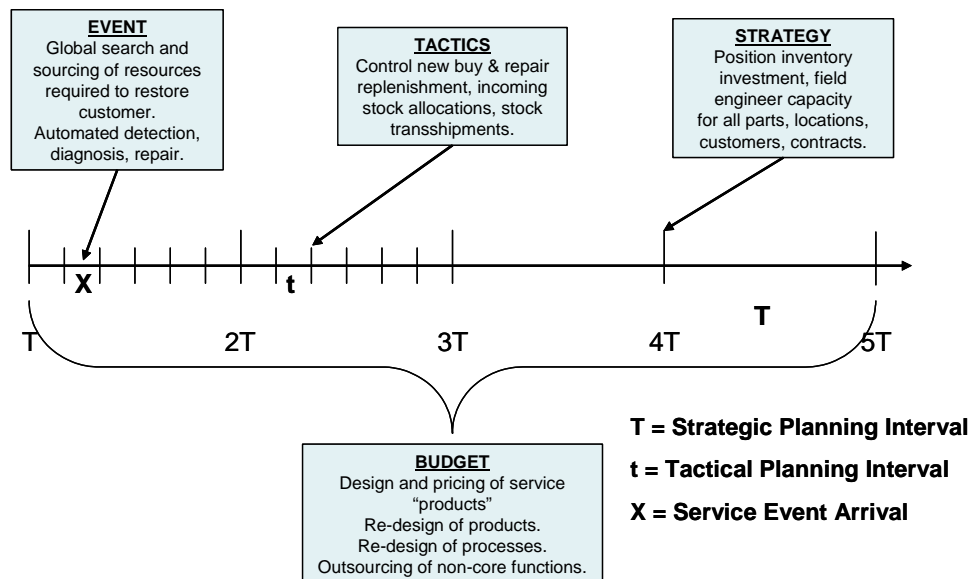 EVENT
Global search and
sourcing of resources
required to restore
customer.
Automated detection,
diagnosis, repair.
TACTICS
Control new buy & repair
replenishment, incoming
stock allocations, stock
transshipments.
STRATEGY
Position inventory
investment, field
engineer capacity
for all parts, locations,
customers, contracts.
X
t
T
T
2T
3T
4T
5T
BUDGET
Design and pricing of service
“products”
Re-design of products.
Re-design of processes.
Outsourcing of non-core functions.
T = Strategic Planning Interval
t = Tactical Planning Interval
X = Service Event Arrival